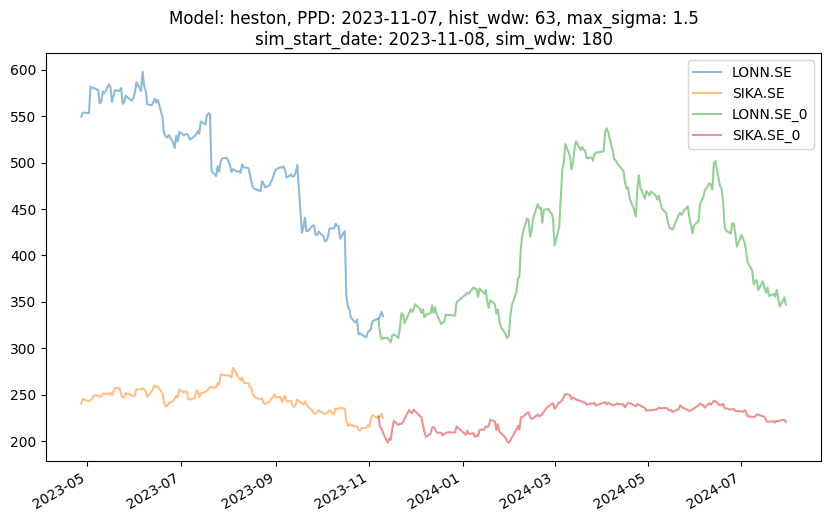 Model: heston, PPD: 2023-11-07, hist_wdw: 63, max_sigma: 1.5
sim_start_date: 2023-11-08, sim_wdw: 180
LONN.SE
SIKA.SE
LONN.SE_0
SIKA.SE_0
600
550
500
450
400
350
300
250
200
2023-05
2023-07
2023-09
2023-11
2024-01
2024-03
2024-05
2024-07